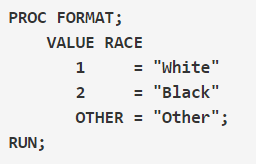 PROC FORMAT;
    VALUE RACE
       1     = "White"
       2     = "Black"
       OTHER = "Other";
RUN;